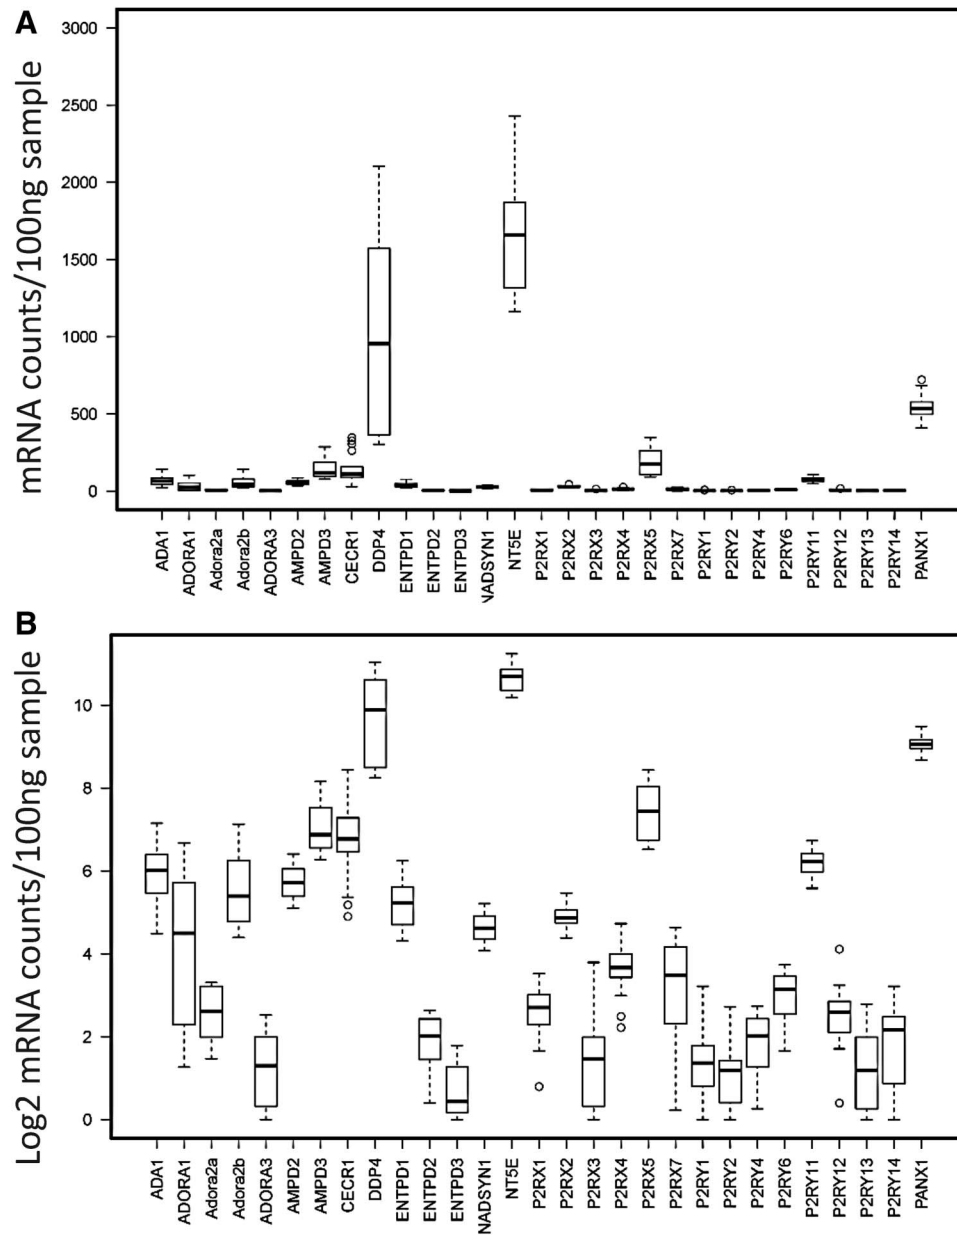 A
mRNA counts/100ng sample
3000
2500
2000
1500
1000
500
0
ADA1
ADORA1
Adora2a
Adora2b
ADORA3
AMPD2
AMPD3
CECR1
DDP4
ENTPD1
ENTPD2
ENTPD3
NADSYN1
NT5E
P2RX1
P2RX2
P2RX3
P2RX4
P2RX5
P2RX7
P2RY1
P2RY2
P2RY4
P2RY6
P2RY11
P2RY12
P2RY13
P2RY14
PANX1
B
Log2 mRNA counts/100ng sample
10
8
6
4
2
0
ADA1
ADORA1
Adora2a
Adora2b
ADORA3
AMPD2
AMPD3
CECR1
DDP4
ENTPD1
ENTPD2
ENTPD3
NADSYN1
NT5E
P2RX1
P2RX2
P2RX3
P2RX4
P2RX5
P2RX7
P2RY1
P2RY2
P2RY4
P2RY6
P2RY11
P2RY12
P2RY13
P2RY14
PANX1